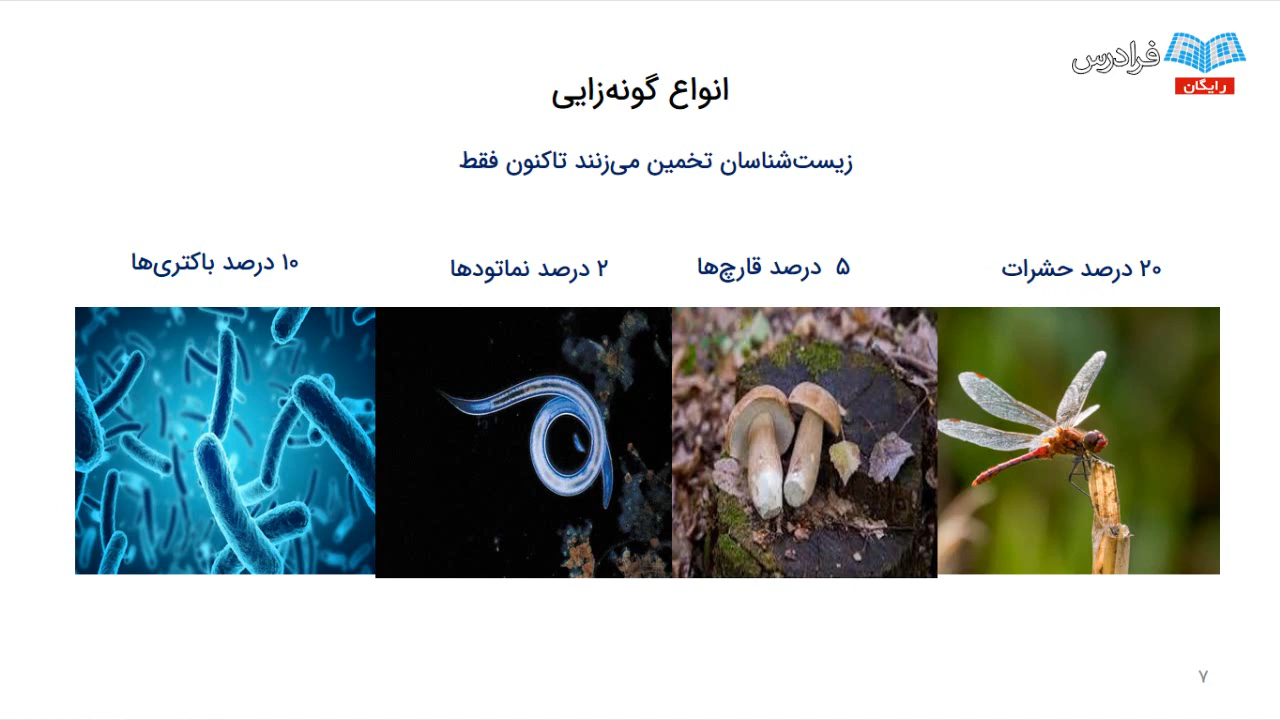 فرادرس
رایگان
انواع گونه‌زایی
زیست‌شناسان تخمین می‌زنند تاکنون فقط
۲۰ درصد حشرات
۵ درصد قارچ‌ها
۲ درصد نماتودها
۱۰ درصد باکتری‌ها
۷